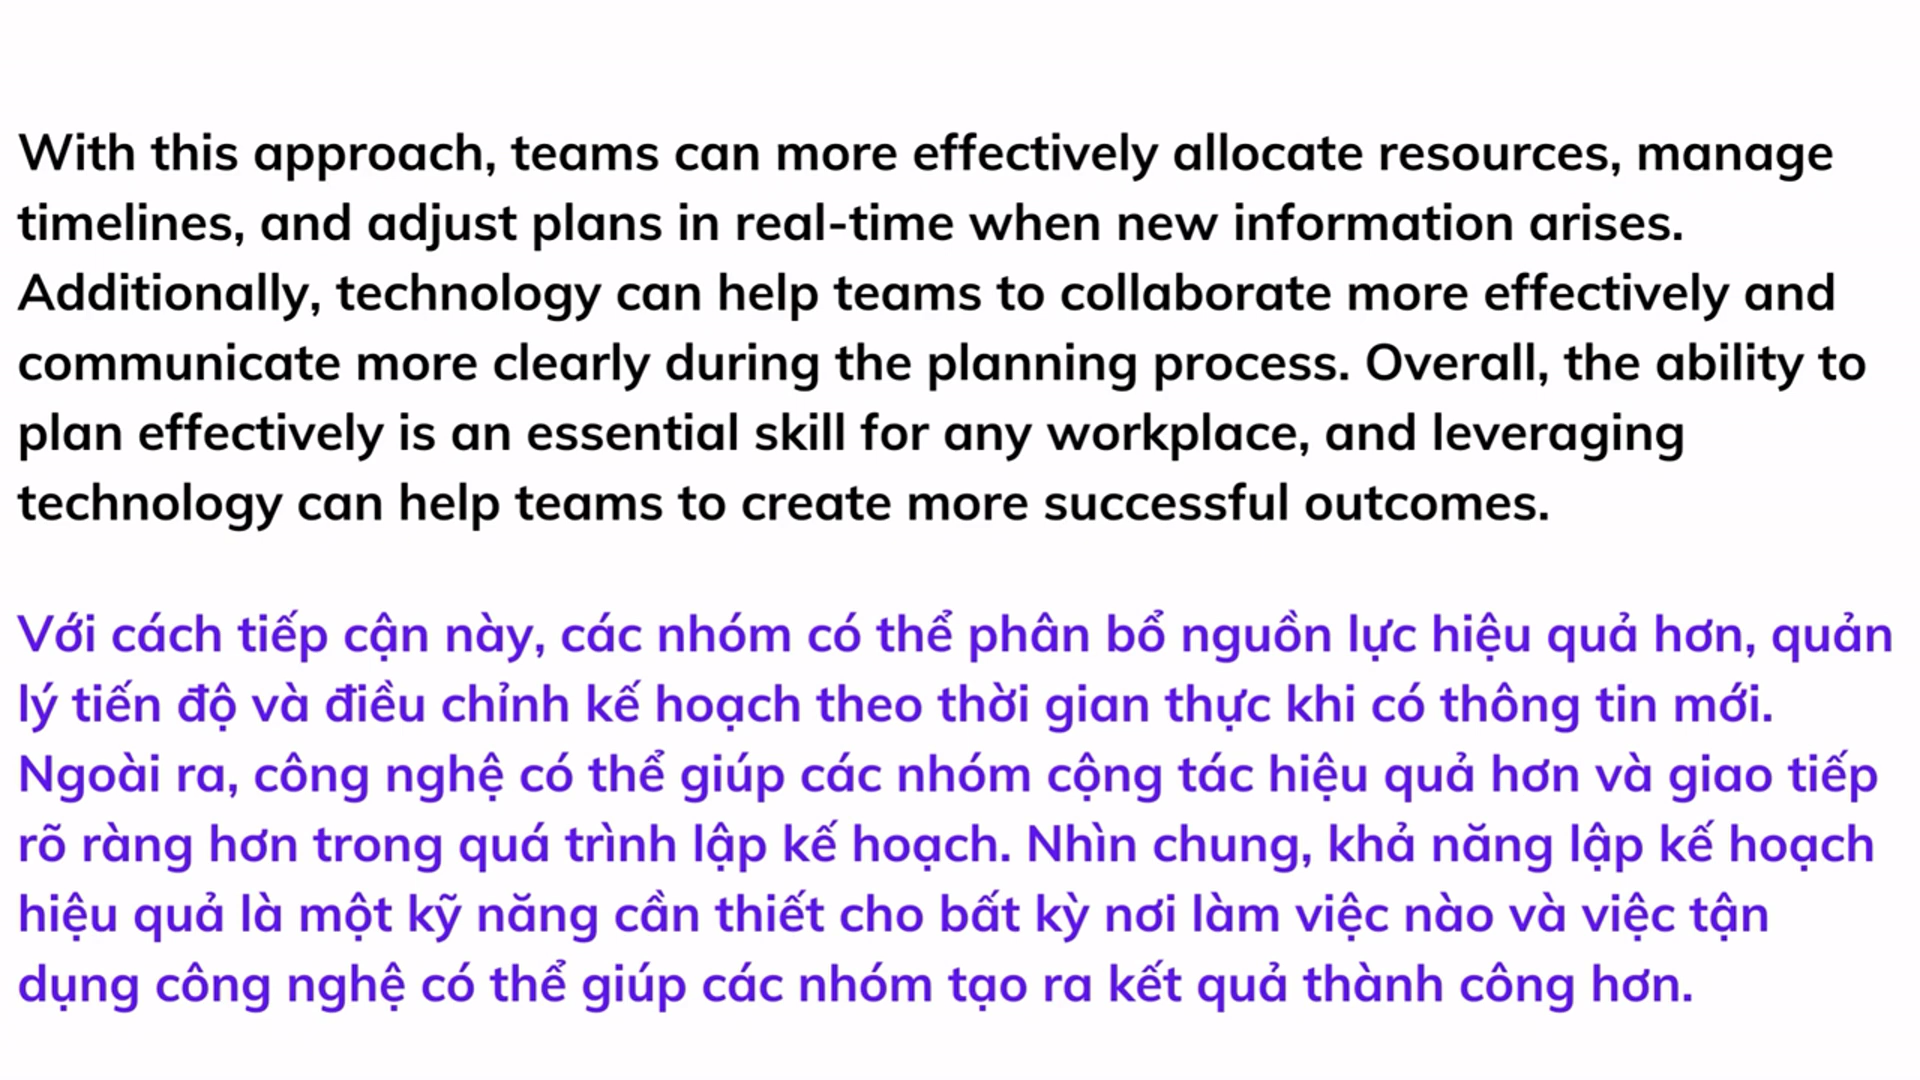 With this approach, teams can more effectively allocate resources, manage
timelines, and adjust plans in real-time when new information arises.
Additionally, technology can help teams to collaborate more effectively and
communicate more clearly during the planning process. Overall, the ability to
plan effectively is an essential skill for any workplace, and leveraging
technology can help teams to create more successful outcomes.
Với cách tiếp cận này, các nhóm có thể phân bổ nguồn lực hiệu quả hơn, quản
lý tiến độ và điều chỉnh kế hoạch theo thời gian thực khi có thông tin mới.
Ngoài ra, công nghệ có thể giúp các nhóm cộng tác hiệu quả hơn và giao tiếp
rõ ràng hơn trong quá trình lập kế hoạch. Nhìn chung, khả năng lập kế hoạch
hiệu quả là một kỹ năng cần thiết cho bất kỳ nơi làm việc nào và việc tận
dụng công nghệ có thể giúp các nhóm tạo ra kết quả thành công hơn.